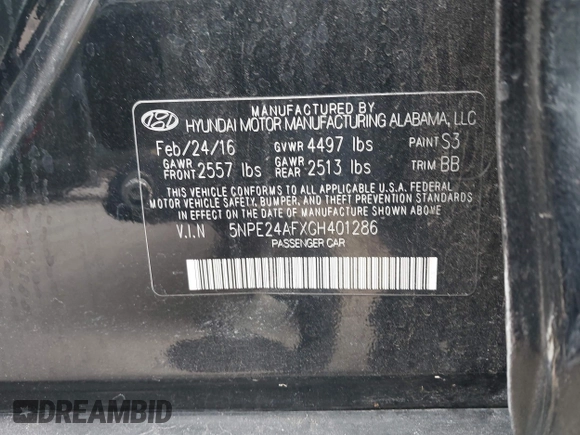 MANUFACTURED BY
HYUNDAI MOTOR MANUFACTURING ALABAMA, LLC
Feb/24/16 GVWR 4497 lbs PAINT S3
GAWR FRONT 2557 lbs GAWR REAR 2513 lbs TRIM BB
THIS VEHICLE CONFORMS TO ALL APPLICABLE U.S.A. FEDERAL
MOTOR VEHICLE SAFETY, BUMPER, AND THEFT PREVENTION STANDARDS
IN EFFECT ON THE DATE OF MANUFACTURE SHOWN ABOVE
V.I.N 5NPE24AFXGH401286
PASSENGER CAR
DREAMBID